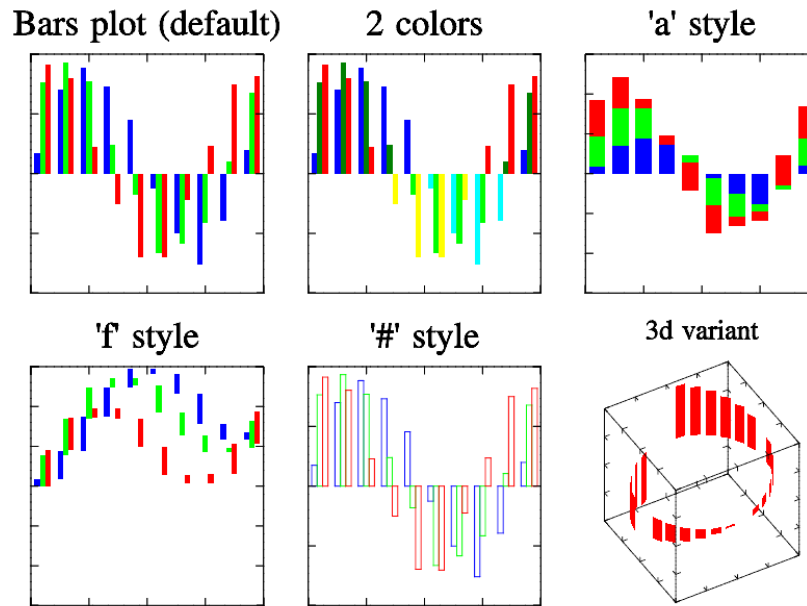 Bars plot (default)
2 colors
'a' style
'f' style
'#' style
3d variant